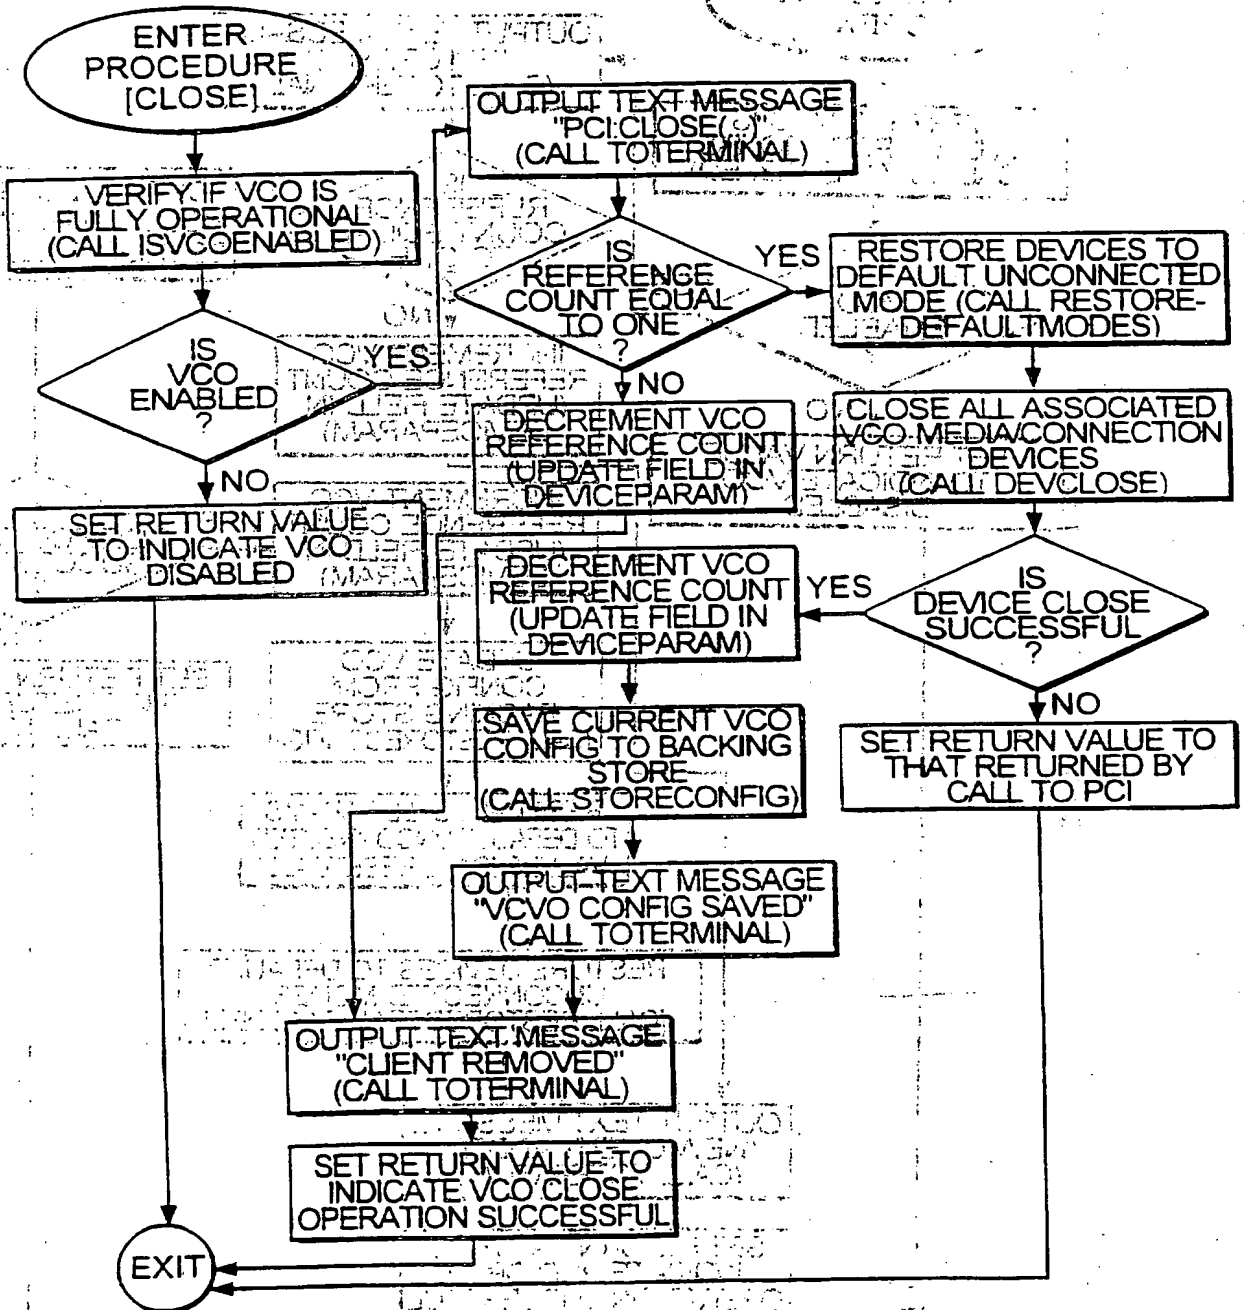 ENTER
PROCEDURE
[CLOSE]
VERIFY IF VCO IS
FULLY OPERATIONAL
(CALL ISVCOENABLED)
IS
VCO
ENABLED
?
YES
NO
SET RETURN VALUE
TO INDICATE VCO
DISABLED
OUTPUT TEXT MESSAGE
"PCI:CLOSE(..)"
(CALL TOTERMINAL)
IS
REFERENCE
COUNT EQUAL
TO ONE
?
YES
NO
RESTORE DEVICES TO
DEFAULT UNCONNECTED
MODE (CALL RESTORE-
DEFAULTMODES)
DECREMENT VCO
REFERENCE COUNT
(UPDATE FIELD IN
DEVICEPARAM)
CLOSE ALL ASSOCIATED
VCO MEDIA/CONNECTION
DEVICES
(CALL DEVCLOSE)
IS
DEVICE CLOSE
SUCCESSFUL
?
YES
NO
DECREMENT VCO
REFERENCE COUNT
(UPDATE FIELD IN
DEVICEPARAM)
SAVE CURRENT VCO
CONFIG TO BACKING
STORE
(CALL STORECONFIG)
SET RETURN VALUE TO
THAT RETURNED BY
CALL TO PCI
OUTPUT TEXT MESSAGE
"VCVO CONFIG SAVED"
(CALL TOTERMINAL)
OUTPUT TEXT MESSAGE
"CLIENT REMOVED"
(CALL TOTERMINAL)
SET RETURN VALUE TO
INDICATE VCO CLOSE
OPERATION SUCCESSFUL
EXIT